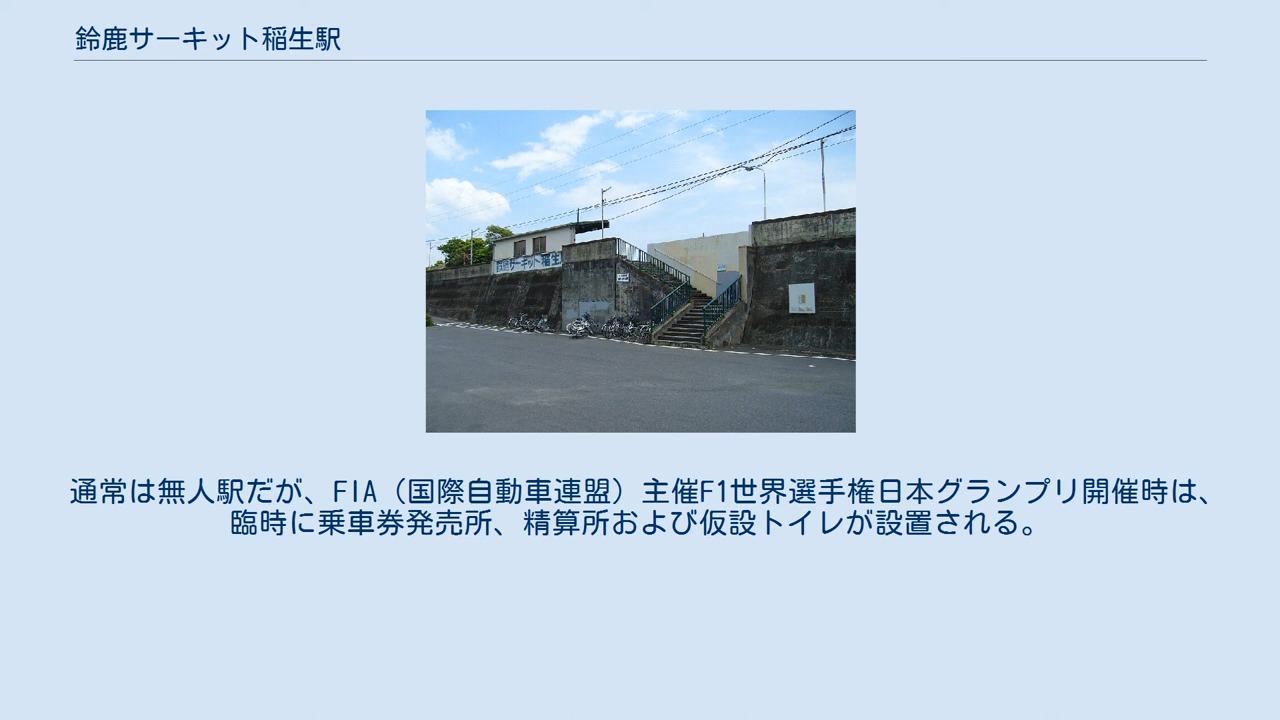 鈴鹿サーキット稲生駅
鈴鹿サーキット稲生
通常は無人駅だが、FIA（国際自動車連盟）主催F1世界選手権日本グランプリ開催時は、
臨時に乗車券発売所、精算所および仮設トイレが設置される。